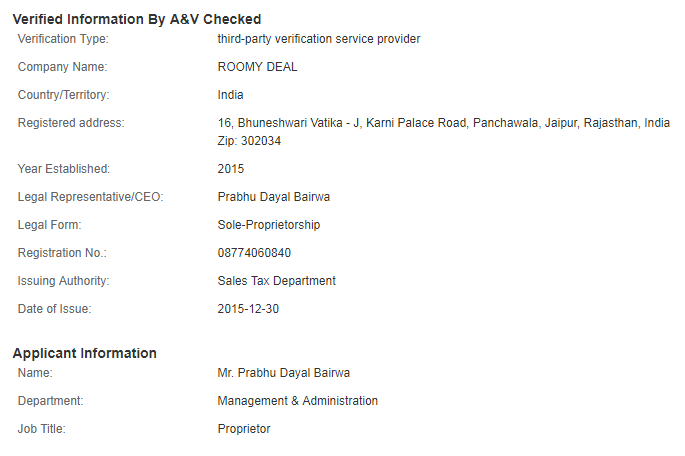 Verified Information By A&V Checked
Verification Type: third-party verification service provider
Company Name: ROOMY DEAL
Country/Territory: India
Registered address: 16, Bhuneshwari Vatika - J, Karni Palace Road, Panchawala, Jaipur, Rajasthan, India
Zip: 302034
Year Established: 2015
Legal Representative/CEO: Prabhu Dayal Bairwa
Legal Form: Sole-Proprietorship
Registration No.: 08774060840
Issuing Authority: Sales Tax Department
Date of Issue: 2015-12-30
Applicant Information
Name: Mr. Prabhu Dayal Bairwa
Department: Management & Administration
Job Title: Proprietor